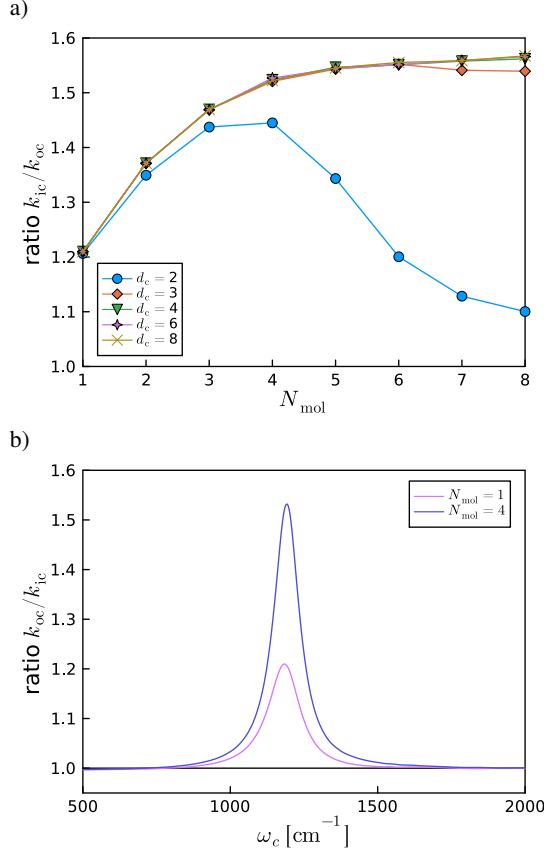 a)
1.6
1.5
1.4
1.3
1.2
1.1
1.0
ratio k_ic/k_oc
d_c = 2
d_c = 3
d_c = 4
d_c = 6
d_c = 8
1 2 3 4 5 6 7 8
N_mol
b)
1.6
1.5
1.4
1.3
1.2
1.1
1.0
ratio k_oc/k_ic
N_mol = 1
N_mol = 4
500 1000 1500 2000
ω_c [cm⁻¹]